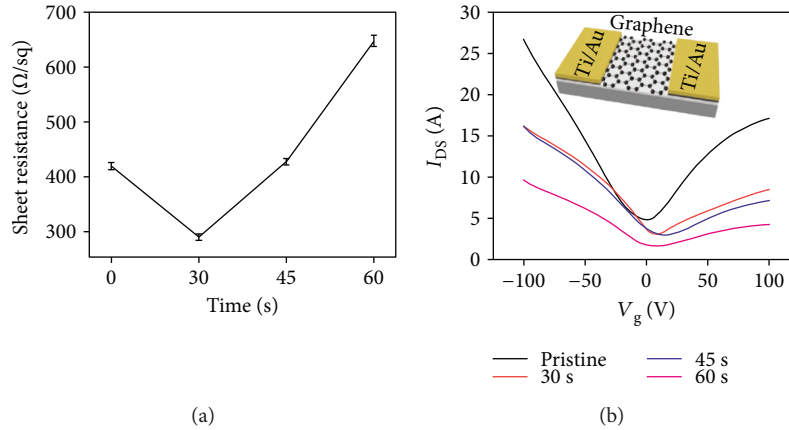 700
600
500
400
300
Sheet resistance (Ω/sq)
0
30
45
60
Time (s)
(a)
30
25
20
15
10
5
0
I_DS (A)
Graphene
Ti/Au
Ti/Au
−100
−50
0
50
100
V_g (V)
Pristine
30 s
45 s
60 s
(b)